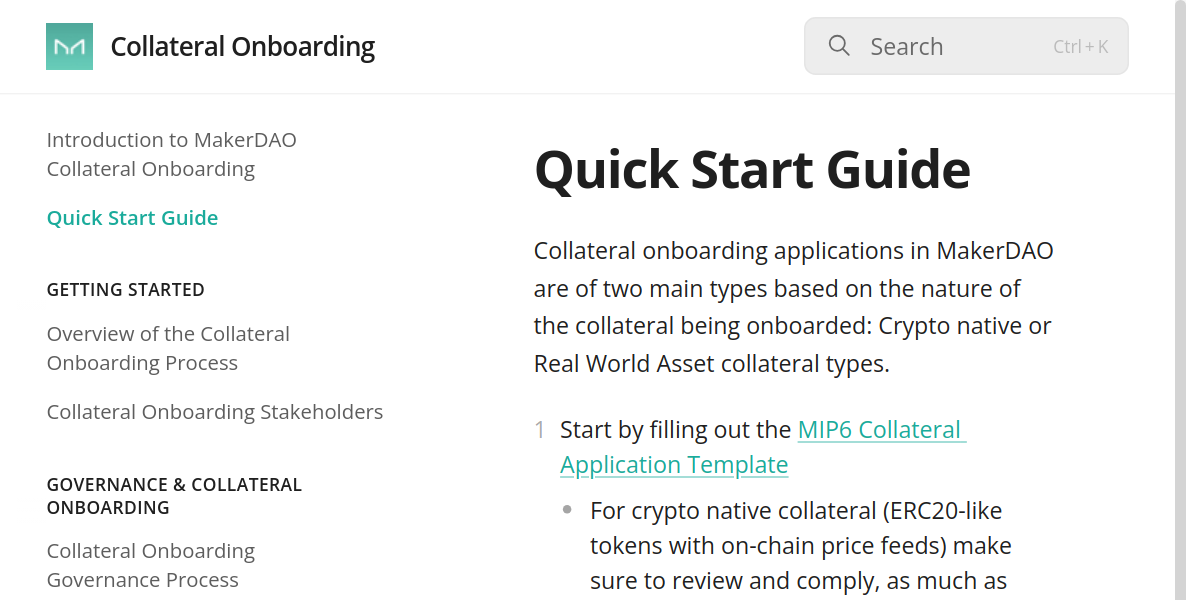 Collateral Onboarding
Search
Ctrl + K
Introduction to MakerDAO
Collateral Onboarding
Quick Start Guide
GETTING STARTED
Overview of the Collateral
Onboarding Process
Collateral Onboarding Stakeholders
GOVERNANCE & COLLATERAL
ONBOARDING
Collateral Onboarding
Governance Process
Quick Start Guide
Collateral onboarding applications in MakerDAO
are of two main types based on the nature of
the collateral being onboarded: Crypto native or
Real World Asset collateral types.
1 Start by filling out the MIP6 Collateral
Application Template
• For crypto native collateral (ERC20-like
tokens with on-chain price feeds) make
sure to review and comply, as much as